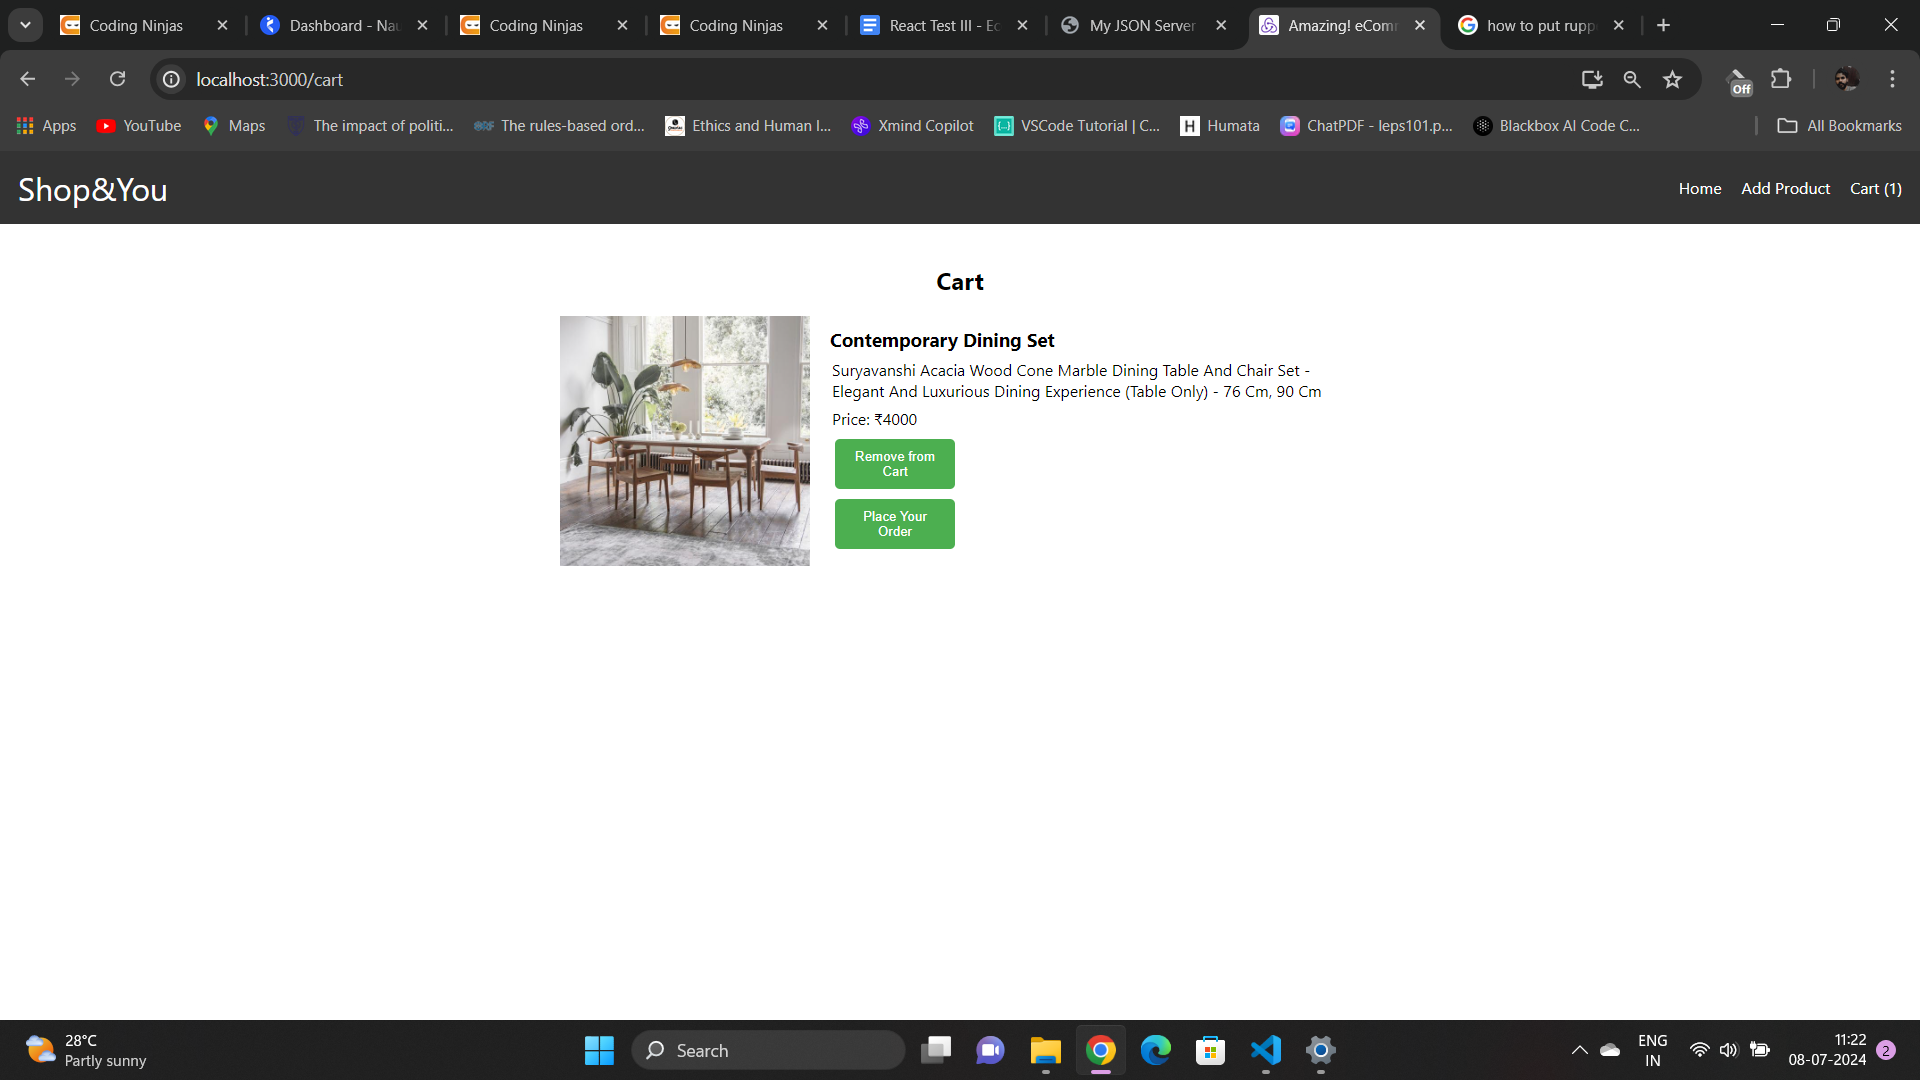 Coding Ninjas
Dashboard - Nau
Coding Ninjas
Coding Ninjas
React Test III - Ec
My JSON Server
Amazing! eComm
how to put rupp
localhost:3000/cart
Off
Apps
YouTube
Maps
The impact of politi...
The rules-based ord...
Ethics and Human I...
Xmind Copilot
VSCode Tutorial | C...
H Humata
ChatPDF - leps101.p...
Blackbox AI Code C...
All Bookmarks
Shop&You
Home
Add Product
Cart (1)
Cart
Contemporary Dining Set
Suryavanshi Acacia Wood Cone Marble Dining Table And Chair Set -
Elegant And Luxurious Dining Experience (Table Only) - 76 Cm, 90 Cm
Price: ₹4000
Remove from
Cart
Place Your
Order
28°C
Partly sunny
Search
ENG
IN
11:22
08-07-2024
2